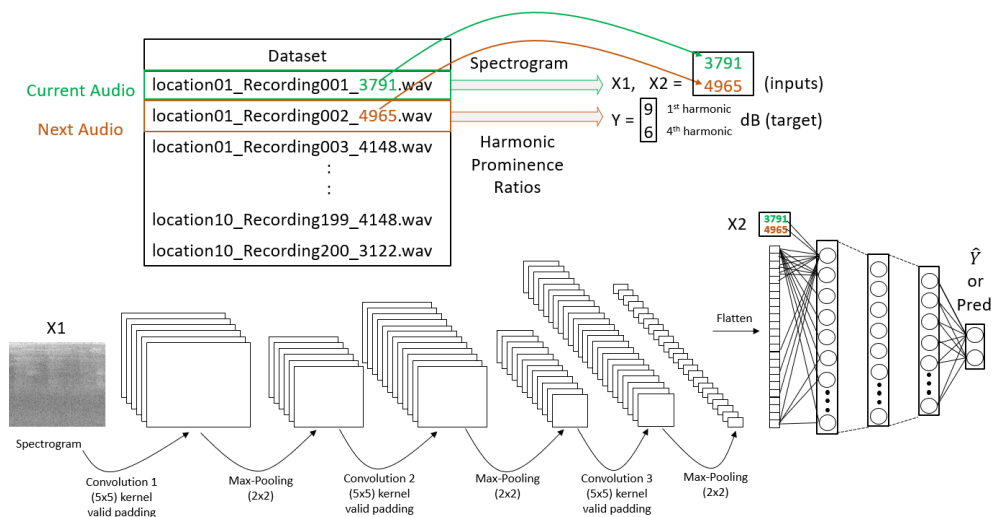 Dataset
Current Audio
location01_Recording001_3791.wav
Next Audio
location01_Recording002_4965.wav
location01_Recording003_4148.wav
:
:
location10_Recording199_4148.wav
location10_Recording200_3122.wav
Spectrogram
Harmonic
Prominence
Ratios
X1, X2 =
3791
4965
(inputs)
Y =
9
6
1st harmonic
4th harmonic
dB (target)
X2
3791
4965
Ŷ
or
Pred
X1
Flatten
Spectrogram
Convolution 1
(5x5) kernel
valid padding
Max-Pooling
(2x2)
Convolution 2
(5x5) kernel
valid padding
Max-Pooling
(2x2)
Convolution 3
(5x5) kernel
valid padding
Max-Pooling
(2x2)